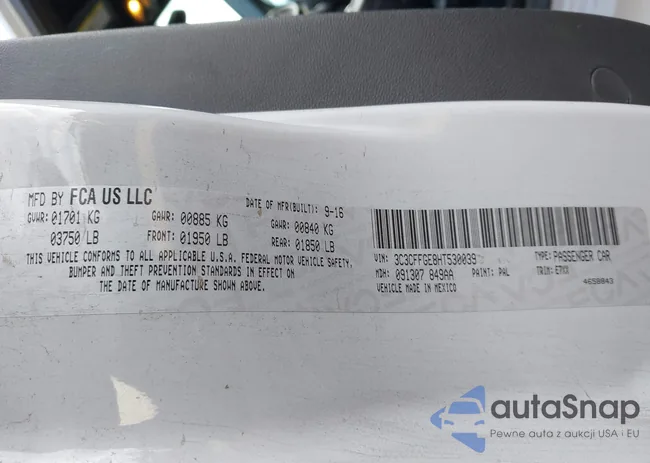 MFD BY FCA US LLC
DATE OF MFR(BUILT): 9-16
GVWR: 01701 KG GAWR: 00885 KG GAWR: 00840 KG
03750 LB FRONT: 01950 LB REAR: 01850 LB
THIS VEHICLE CONFORMS TO ALL APPLICABLE U.S.A. FEDERAL MOTOR VEHICLE SAFETY,
BUMPER AND THEFT PREVENTION STANDARDS IN EFFECT ON
THE DATE OF MANUFACTURE SHOWN ABOVE.
VIN: 3C3CFFGE8HT530039 TYPE: PASSENGER CAR
MDH: 091307 849AA PAINT: PAL TRIM: E7XX
VEHICLE MADE IN MEXICO 4658843
autaSnap
Pewne auta z aukcji USA i EU